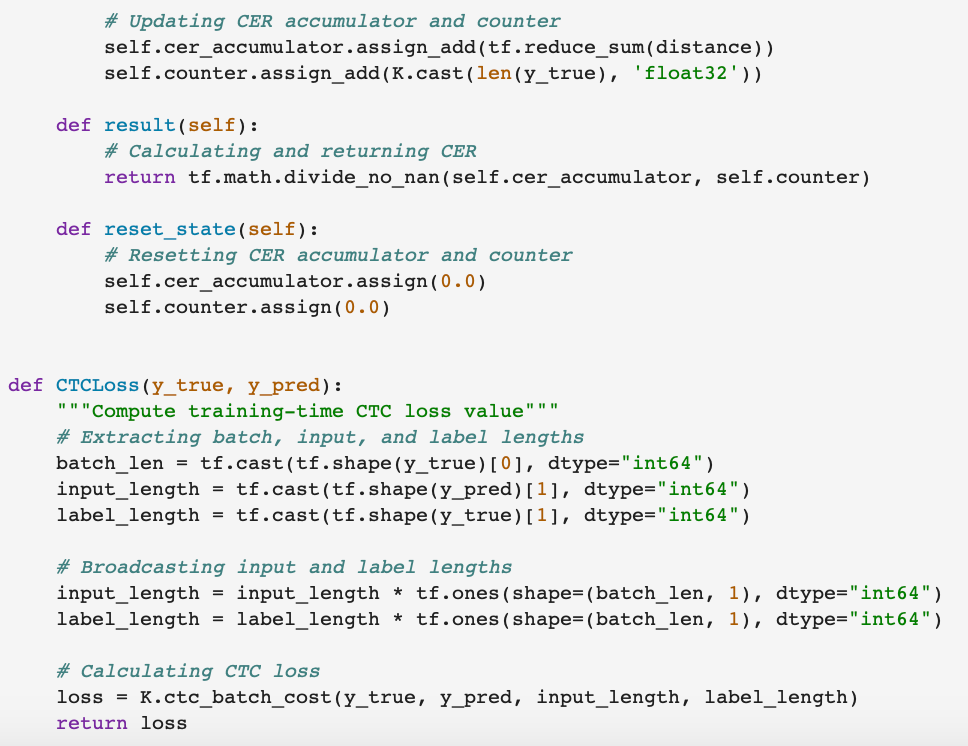 # Updating CER accumulator and counter
        self.cer_accumulator.assign_add(tf.reduce_sum(distance))
        self.counter.assign_add(K.cast(len(y_true), 'float32'))

    def result(self):
        # Calculating and returning CER
        return tf.math.divide_no_nan(self.cer_accumulator, self.counter)

    def reset_state(self):
        # Resetting CER accumulator and counter
        self.cer_accumulator.assign(0.0)
        self.counter.assign(0.0)


def CTCLoss(y_true, y_pred):
    """Compute training-time CTC loss value"""
    # Extracting batch, input, and label lengths
    batch_len = tf.cast(tf.shape(y_true)[0], dtype="int64")
    input_length = tf.cast(tf.shape(y_pred)[1], dtype="int64")
    label_length = tf.cast(tf.shape(y_true)[1], dtype="int64")

    # Broadcasting input and label lengths
    input_length = input_length * tf.ones(shape=(batch_len, 1), dtype="int64")
    label_length = label_length * tf.ones(shape=(batch_len, 1), dtype="int64")

    # Calculating CTC loss
    loss = K.ctc_batch_cost(y_true, y_pred, input_length, label_length)
    return loss